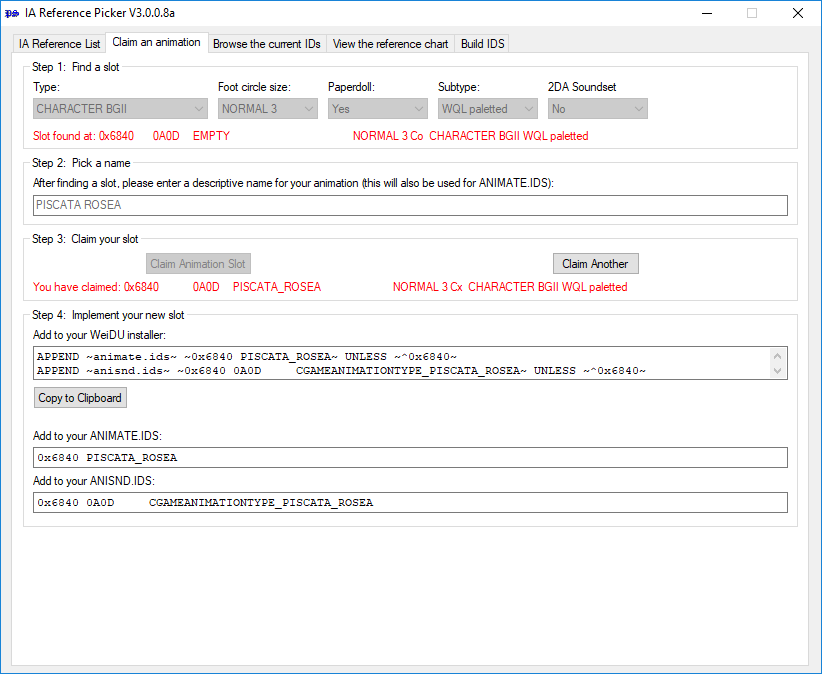 IA Reference Picker V3.0.0.8a
IA Reference List Claim an animation Browse the current IDs View the reference chart Build IDS
Step 1: Find a slot
Type: Foot circle size: Paperdoll: Subtype: 2DA Soundset
CHARACTER BGII NORMAL 3 Yes WQL paletted No
Slot found at: 0x6840 0A0D EMPTY NORMAL 3 Co CHARACTER BGII WQL paletted
Step 2: Pick a name
After finding a slot, please enter a descriptive name for your animation (this will also be used for ANIMATE.IDS):
PISCATA ROSEA
Step 3: Claim your slot
Claim Animation Slot Claim Another
You have claimed: 0x6840 0A0D PISCATA_ROSEA NORMAL 3 Cx CHARACTER BGII WQL paletted
Step 4: Implement your new slot
Add to your WeiDU installer:
APPEND ~animate.ids~ ~0x6840 PISCATA_ROSEA~ UNLESS ~^0x6840~
APPEND ~anisnd.ids~ ~0x6840 0A0D CGAMEANIMATIONTYPE_PISCATA_ROSEA~ UNLESS ~^0x6840~
Copy to Clipboard
Add to your ANIMATE.IDS:
0x6840 PISCATA_ROSEA
Add to your ANISND.IDS:
0x6840 0A0D CGAMEANIMATIONTYPE_PISCATA_ROSEA